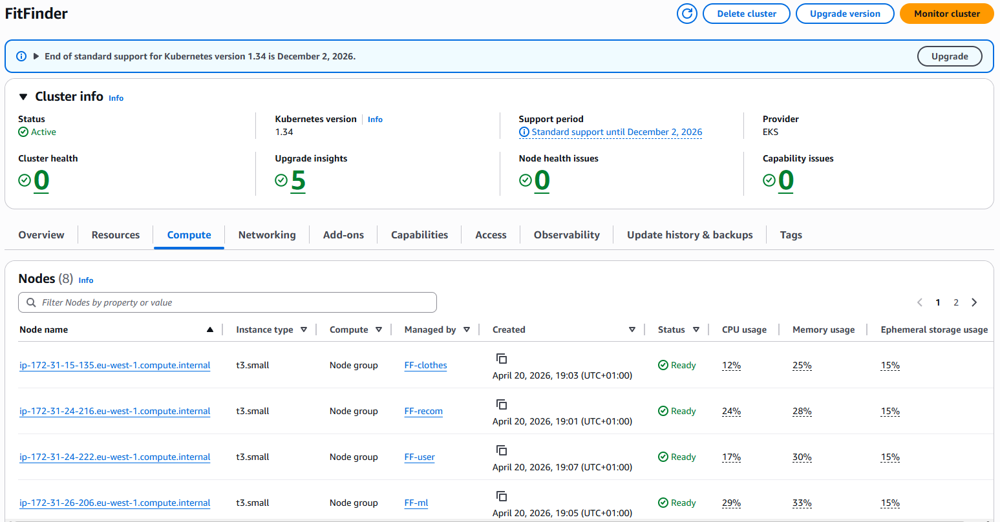 FitFinder
Delete cluster
Upgrade version
Monitor cluster
End of standard support for Kubernetes version 1.34 is December 2, 2026.
Upgrade
Cluster info Info
Status
Active
Kubernetes version Info
1.34
Support period
Standard support until December 2, 2026
Provider
EKS
Cluster health
0
Upgrade insights
5
Node health issues
0
Capability issues
0
Overview Resources Compute Networking Add-ons Capabilities Access Observability Update history & backups Tags
Nodes (8) Info
Filter Nodes by property or value
1 2
Node name Instance type Compute Managed by Created Status CPU usage Memory usage Ephemeral storage usage
ip-172-31-15-135.eu-west-1.compute.internal t3.small Node group FF-clothes April 20, 2026, 19:03 (UTC+01:00) Ready 12% 25% 15%
ip-172-31-24-216.eu-west-1.compute.internal t3.small Node group FF-recom April 20, 2026, 19:01 (UTC+01:00) Ready 24% 28% 15%
ip-172-31-24-222.eu-west-1.compute.internal t3.small Node group FF-user April 20, 2026, 19:07 (UTC+01:00) Ready 17% 30% 15%
ip-172-31-26-206.eu-west-1.compute.internal t3.small Node group FF-ml April 20, 2026, 19:05 (UTC+01:00) Ready 29% 33% 15%